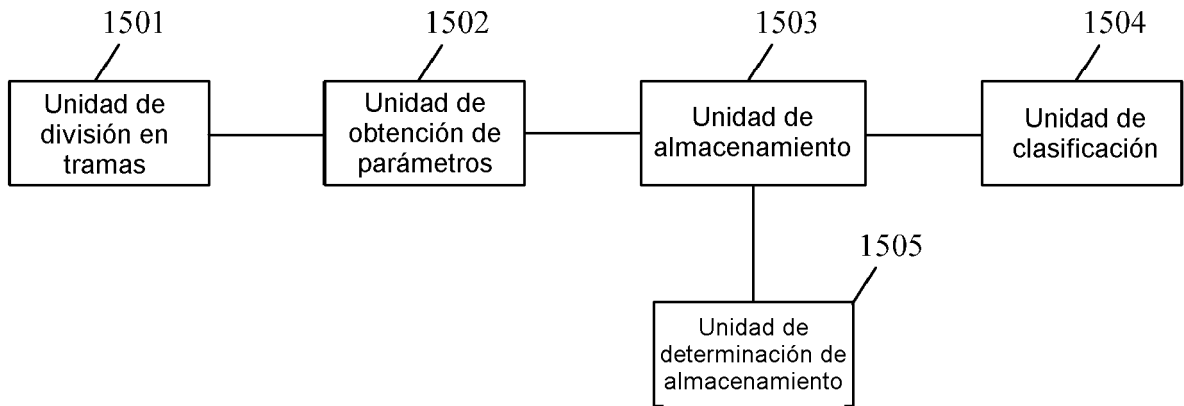 1501
1502
1503
1504
Unidad de
división en
tramas
Unidad de
obtención de
parámetros
Unidad de
almacenamiento
Unidad de
clasificación
1505
Unidad de
determinación de
almacenamiento